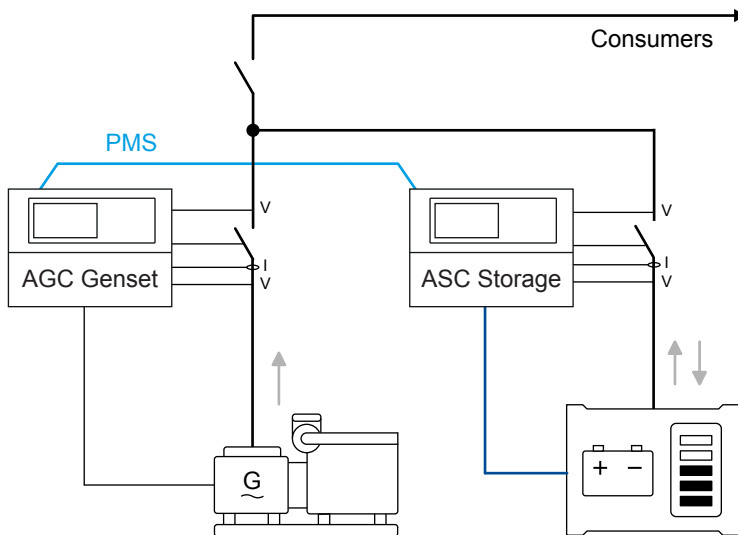 Consumers
PMS
V
V
AGC Genset
I
V
ASC Storage
I
V
G
+ −